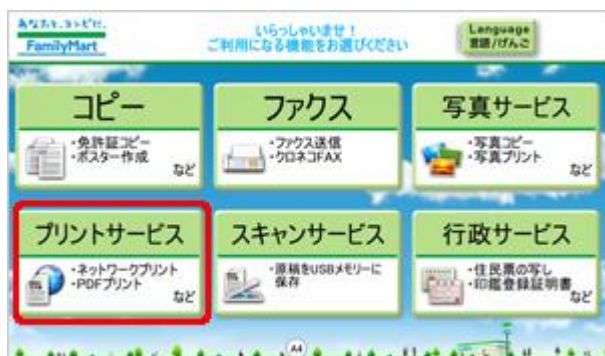 あなたと、コンビに、
FamilyMart
いらっしゃいませ！
ご利用になる機能をお選びください
Language
言語/げんご
コピー
・免許証コピー
・ポスター作成
など
ファクス
・ファクス送信
・クロネコFAX
写真サービス
・写真コピー
・写真プリント
など
プリントサービス
・ネットワークプリント
・PDFプリント
など
スキャンサービス
・原稿をUSBメモリーに
保存
行政サービス
・住民票の写し
・印鑑登録証明書
など
A4